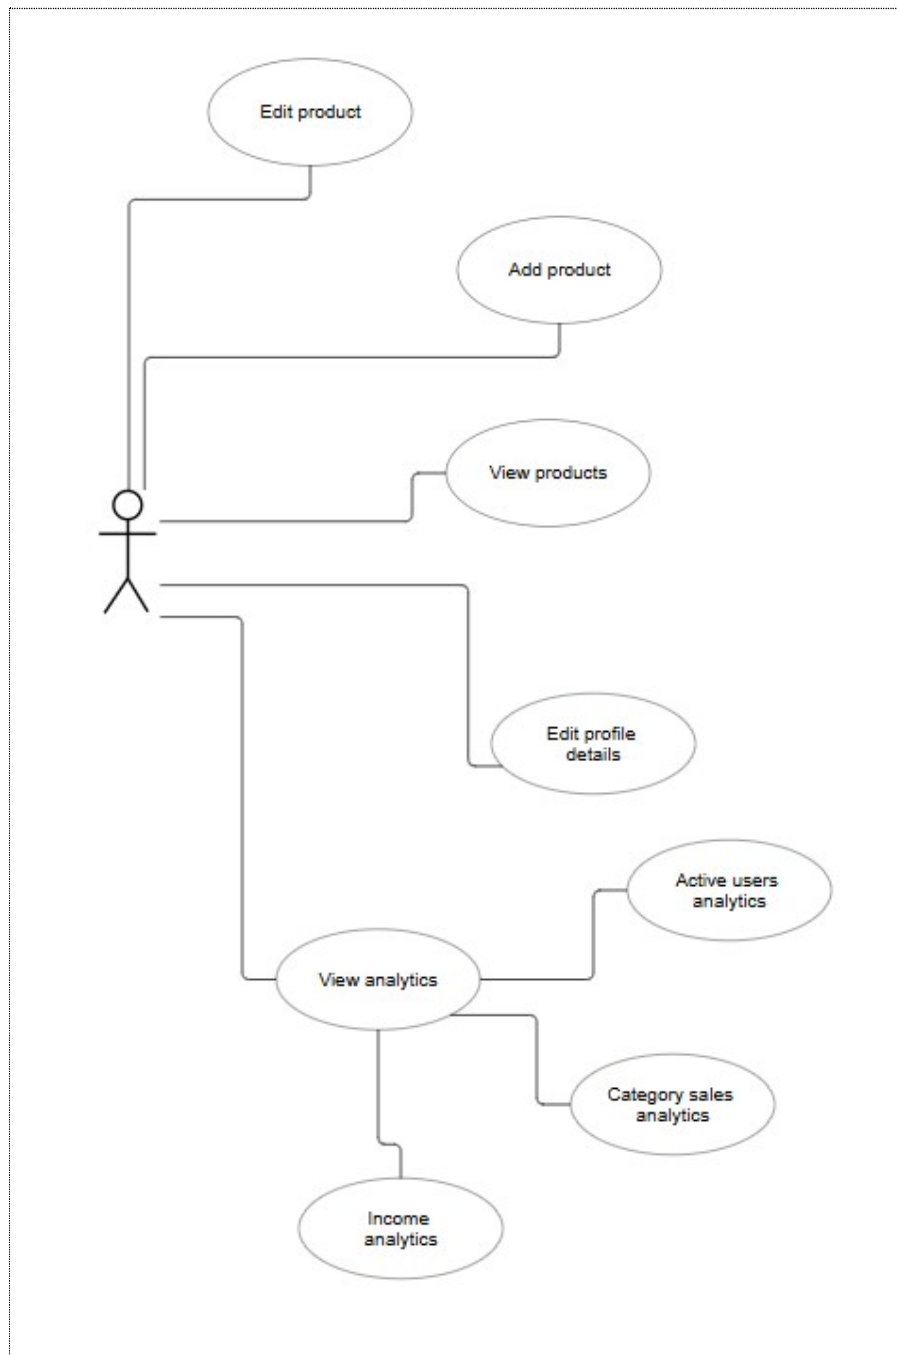 Edit product
Add product
View products
Edit profile
details
Active users
analytics
View analytics
Category sales
analytics
Income
analytics